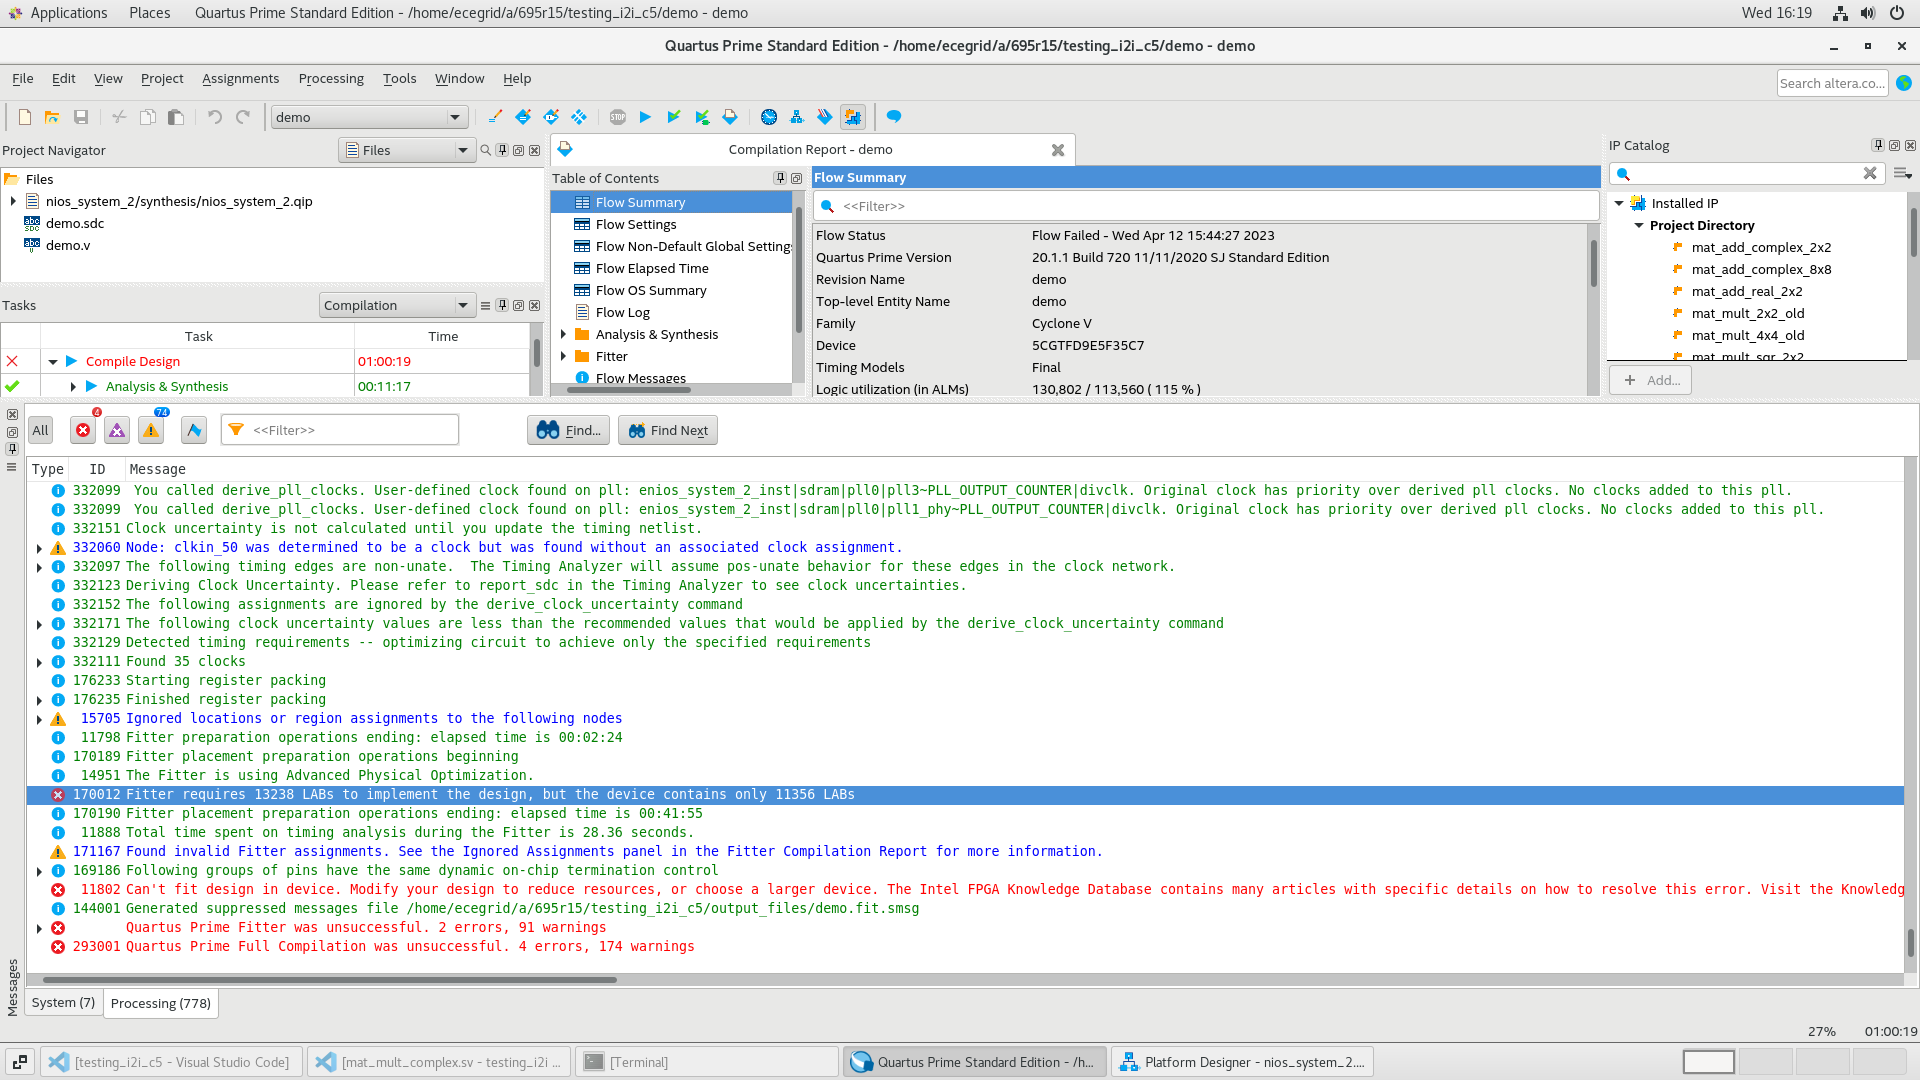 Applications Places Quartus Prime Standard Edition - /home/ecegrid/a/695r15/testing_i2i_c5/demo - demo Wed 16:19
Quartus Prime Standard Edition - /home/ecegrid/a/695r15/testing_i2i_c5/demo - demo
File Edit View Project Assignments Processing Tools Window Help Search altera.co...
demo
Project Navigator Files
Files
nios_system_2/synthesis/nios_system_2.qip
demo.sdc
demo.v
Tasks Compilation
Task Time
Compile Design 01:00:19
Analysis & Synthesis 00:11:17
Compilation Report - demo
Table of Contents
Flow Summary
Flow Settings
Flow Non-Default Global Settings
Flow Elapsed Time
Flow OS Summary
Flow Log
Analysis & Synthesis
Fitter
Flow Messages
Flow Summary
<<Filter>>
Flow Status Flow Failed - Wed Apr 12 15:44:27 2023
Quartus Prime Version 20.1.1 Build 720 11/11/2020 SJ Standard Edition
Revision Name demo
Top-level Entity Name demo
Family Cyclone V
Device 5CGTFD9E5F35C7
Timing Models Final
Logic utilization (in ALMs) 130,802 / 113,560 ( 115 % )
IP Catalog
Installed IP
Project Directory
mat_add_complex_2x2
mat_add_complex_8x8
mat_add_real_2x2
mat_mult_2x2_old
mat_mult_4x4_old
mat_mult_sqr_2x2
Add...
All 4 74 <<Filter>> Find... Find Next
Type ID Message
332099 You called derive_pll_clocks. User-defined clock found on pll: enios_system_2_inst|sdram|pll0|pll3~PLL_OUTPUT_COUNTER|divclk. Original clock has priority over derived pll clocks. No clocks added to this pll.
332099 You called derive_pll_clocks. User-defined clock found on pll: enios_system_2_inst|sdram|pll0|pll1_phy~PLL_OUTPUT_COUNTER|divclk. Original clock has priority over derived pll clocks. No clocks added to this pll.
332151 Clock uncertainty is not calculated until you update the timing netlist.
332060 Node: clkin_50 was determined to be a clock but was found without an associated clock assignment.
332097 The following timing edges are non-unate. The Timing Analyzer will assume pos-unate behavior for these edges in the clock network.
332123 Deriving Clock Uncertainty. Please refer to report_sdc in the Timing Analyzer to see clock uncertainties.
332152 The following assignments are ignored by the derive_clock_uncertainty command
332171 The following clock uncertainty values are less than the recommended values that would be applied by the derive_clock_uncertainty command
332129 Detected timing requirements -- optimizing circuit to achieve only the specified requirements
332111 Found 35 clocks
176233 Starting register packing
176235 Finished register packing
15705 Ignored locations or region assignments to the following nodes
11798 Fitter preparation operations ending: elapsed time is 00:02:24
170189 Fitter placement preparation operations beginning
14951 The Fitter is using Advanced Physical Optimization.
170012 Fitter requires 13238 LABs to implement the design, but the device contains only 11356 LABs
170190 Fitter placement preparation operations ending: elapsed time is 00:41:55
11888 Total time spent on timing analysis during the Fitter is 28.36 seconds.
171167 Found invalid Fitter assignments. See the Ignored Assignments panel in the Fitter Compilation Report for more information.
169186 Following groups of pins have the same dynamic on-chip termination control
11802 Can't fit design in device. Modify your design to reduce resources, or choose a larger device. The Intel FPGA Knowledge Database contains many articles with specific details on how to resolve this error. Visit the Knowledg
144001 Generated suppressed messages file /home/ecegrid/a/695r15/testing_i2i_c5/output_files/demo.fit.smsg
Quartus Prime Fitter was unsuccessful. 2 errors, 91 warnings
293001 Quartus Prime Full Compilation was unsuccessful. 4 errors, 174 warnings
Messages
System (7) Processing (778)
27% 01:00:19
[testing_i2i_c5 - Visual Studio Code] [mat_mult_complex.sv - testing_i2i ... [Terminal] Quartus Prime Standard Edition - /h... Platform Designer - nios_system_2....